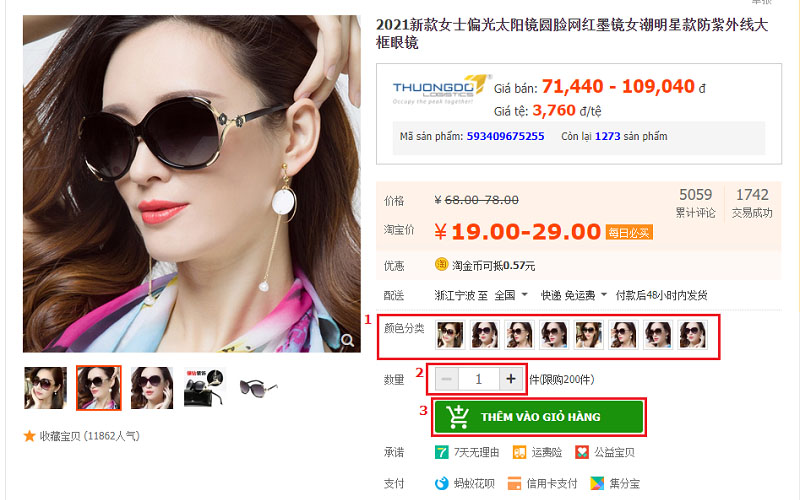 2021新款女士偏光太阳镜圆脸网红墨镜女潮明星款防紫外线大
框眼镜
THUONGDO
LOGISTICS
Occupy the peak together!
Giá bán: 71,440 - 109,040 đ
Giá tệ: 3,760 đ/tệ
Mã sản phẩm: 593409675255 Còn lại 1273 sản phẩm
价格 ¥ 68.00-78.00
5059 1742
累计评论 交易成功
淘宝价 ¥ 19.00-29.00 每日必买
优惠 淘 淘金币可抵0.57元
配送 浙江宁波 至 全国 快递 免运费 付款后48小时内发货
1 颜色分类
2 数量 − 1 + 件(限购200件)
3 THÊM VÀO GIỎ HÀNG
收藏宝贝 (11862人气)
承诺 7 7天无理由 运费险 公益宝贝
支付 蚂蚁花呗 信用卡支付 集分宝